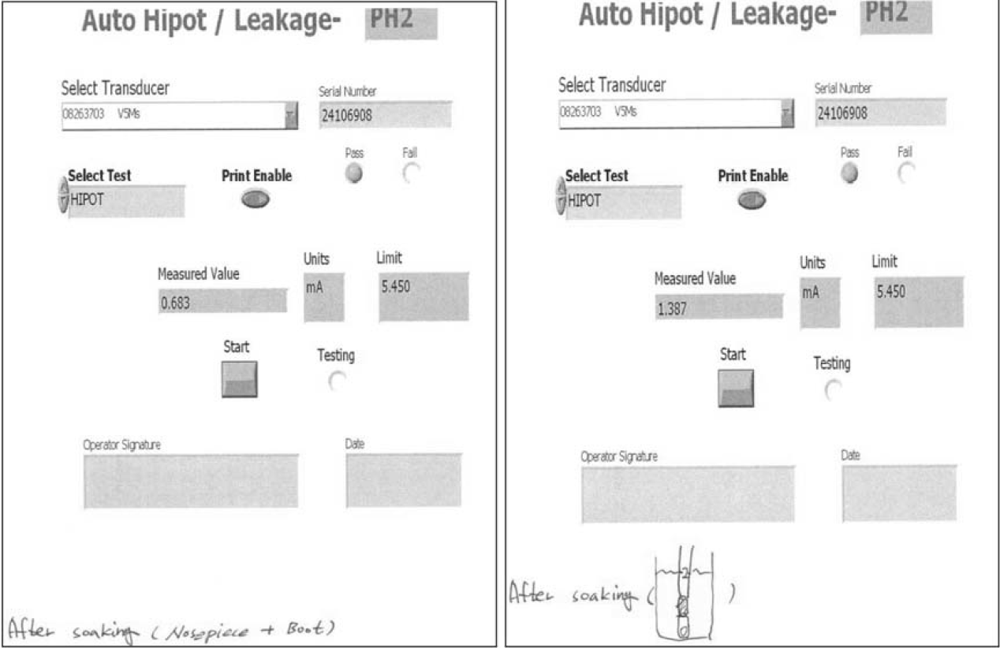 Auto Hipot / Leakage- PH2
Select Transducer
Serial Number
08263703 V5Ms
24106908
Pass Fail
Select Test
Print Enable
HIPOT
Units Limit
Measured Value
mA 5.450
0.683
Start
Testing
Operator Signature
Date
After soaking (Nosepiece + Boot)
Auto Hipot / Leakage- PH2
Select Transducer
Serial Number
08263703 V5Ms
24106908
Pass Fail
Select Test
Print Enable
HIPOT
Units Limit
Measured Value
mA 5.450
1.387
Start
Testing
Operator Signature
Date
After soaking ( )